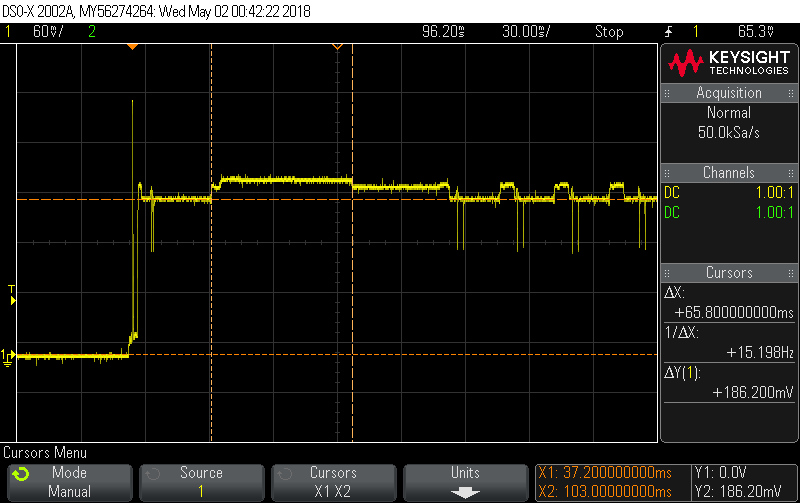 DSO-X 2002A, MY56274264: Wed May 02 00:42:22 2018
1 60V/ 2 96.20s 30.00s/ Stop 1 65.3V
KEYSIGHT
TECHNOLOGIES
Acquisition
Normal
50.0kSa/s
Channels
DC 1.00:1
DC 1.00:1
Cursors
ΔX:
+65.800000000ms
1/ΔX:
+15.198Hz
ΔY(1):
+186.200mV
T
1
Cursors Menu
Mode
Manual
Source
1
Cursors
X1 X2
Units
X1: 37.200000000ms
X2: 103.00000000ms
Y1: 0.0V
Y2: 186.20mV